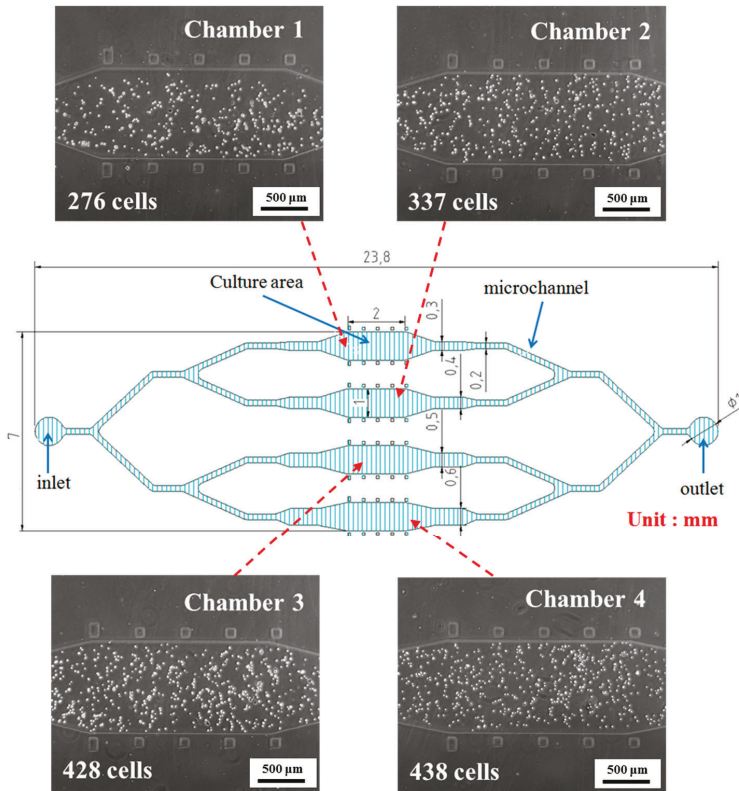 Chamber 1
276 cells
500 µm
Chamber 2
337 cells
500 µm
23,8
Culture area
2
microchannel
0,3
0,4
0,2
1
7
0,5
0,6
inlet
outlet
Unit : mm
Chamber 3
428 cells
500 µm
Chamber 4
438 cells
500 µm